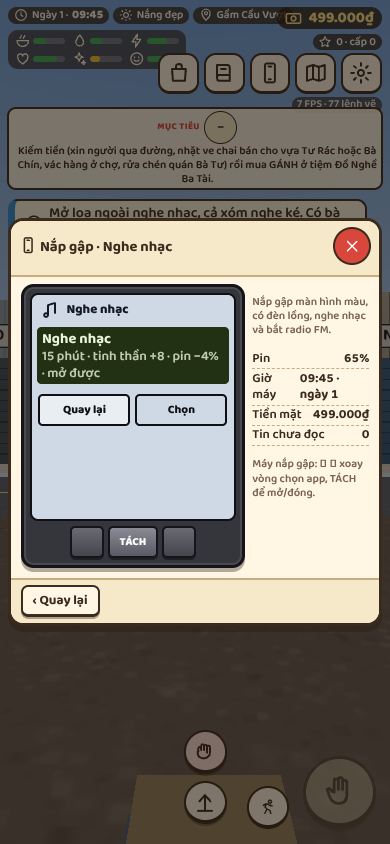 Ngày 1 · 09:45
Nắng đẹp
Gầm Cầu Vư
499.000₫
0 · cấp 0
7 FPS · 77 lệnh vẽ
MỤC TIÊU
–
Kiếm tiền (xin người qua đường, nhặt ve chai bán cho vựa Tư Rác hoặc Bà
Chín, vác hàng ở chợ, rửa chén quán Bà Tư) rồi mua GÁNH ở tiệm Đồ Nghề
Ba Tài.
Mở loa ngoài nghe nhạc, cả xóm nghe ké. Có bà
Nắp gập · Nghe nhạc
Nghe nhạc
Nghe nhạc
15 phút · tinh thần +8 · pin −4%
· mở được
Quay lại
Chọn
TÁCH
Nắp gập màn hình màu,
có đèn lồng, nghe nhạc
và bắt radio FM.
Pin 65%
Giờ máy 09:45 · ngày 1
Tiền mặt 499.000₫
Tin chưa đọc 0
Máy nắp gập: ▯ ▯ xoay
vòng chọn app, TÁCH
để mở/đóng.
‹ Quay lại